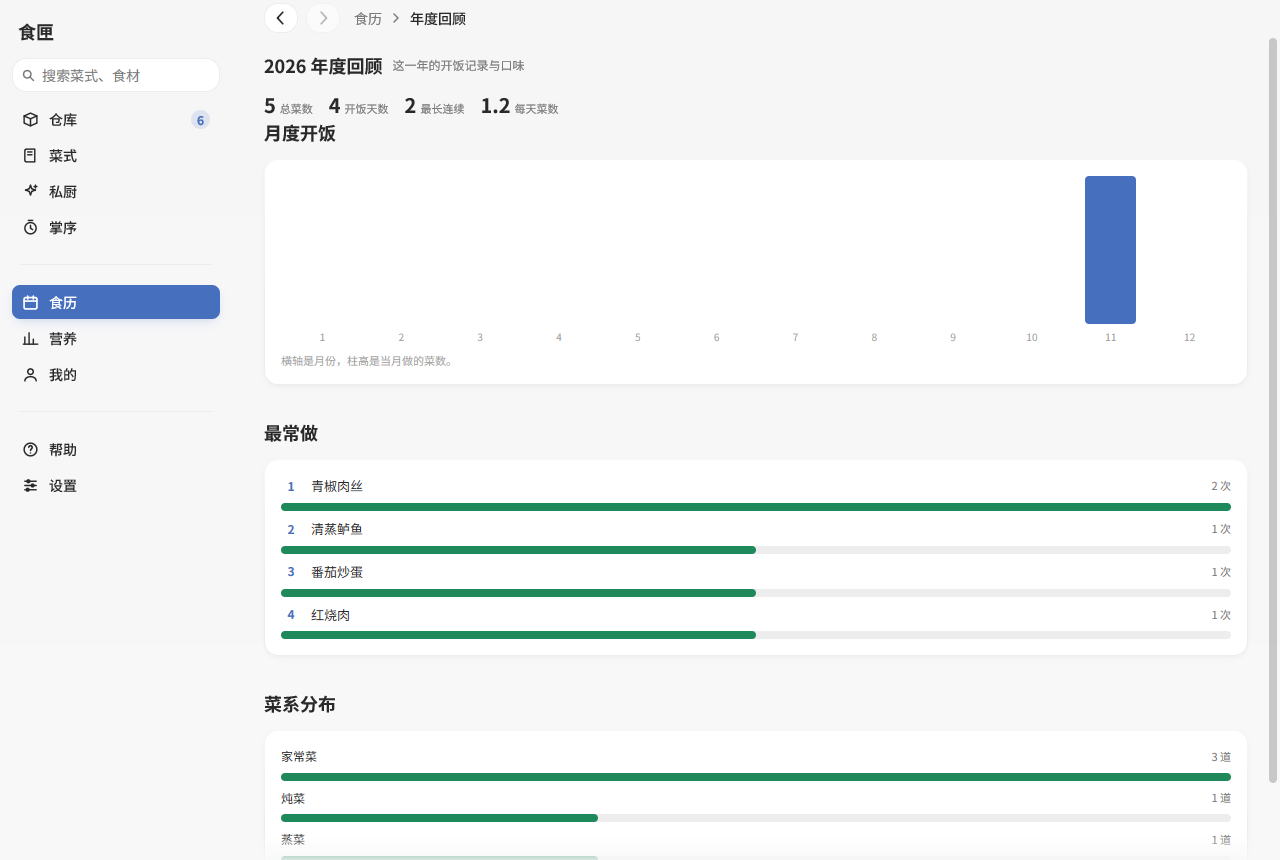 食匣
搜索菜式、食材
仓库 6
菜式
私厨
掌序
食历
营养
我的
帮助
设置
食历 年度回顾
2026 年度回顾 这一年的开饭记录与口味
5 总菜数 4 开饭天数 2 最长连续 1.2 每天菜数
月度开饭
1 2 3 4 5 6 7 8 9 10 11 12
横轴是月份，柱高是当月做的菜数。
最常做
1 青椒肉丝 2 次
2 清蒸鲈鱼 1 次
3 番茄炒蛋 1 次
4 红烧肉 1 次
菜系分布
家常菜 3 道
炖菜 1 道
蒸菜 1 道